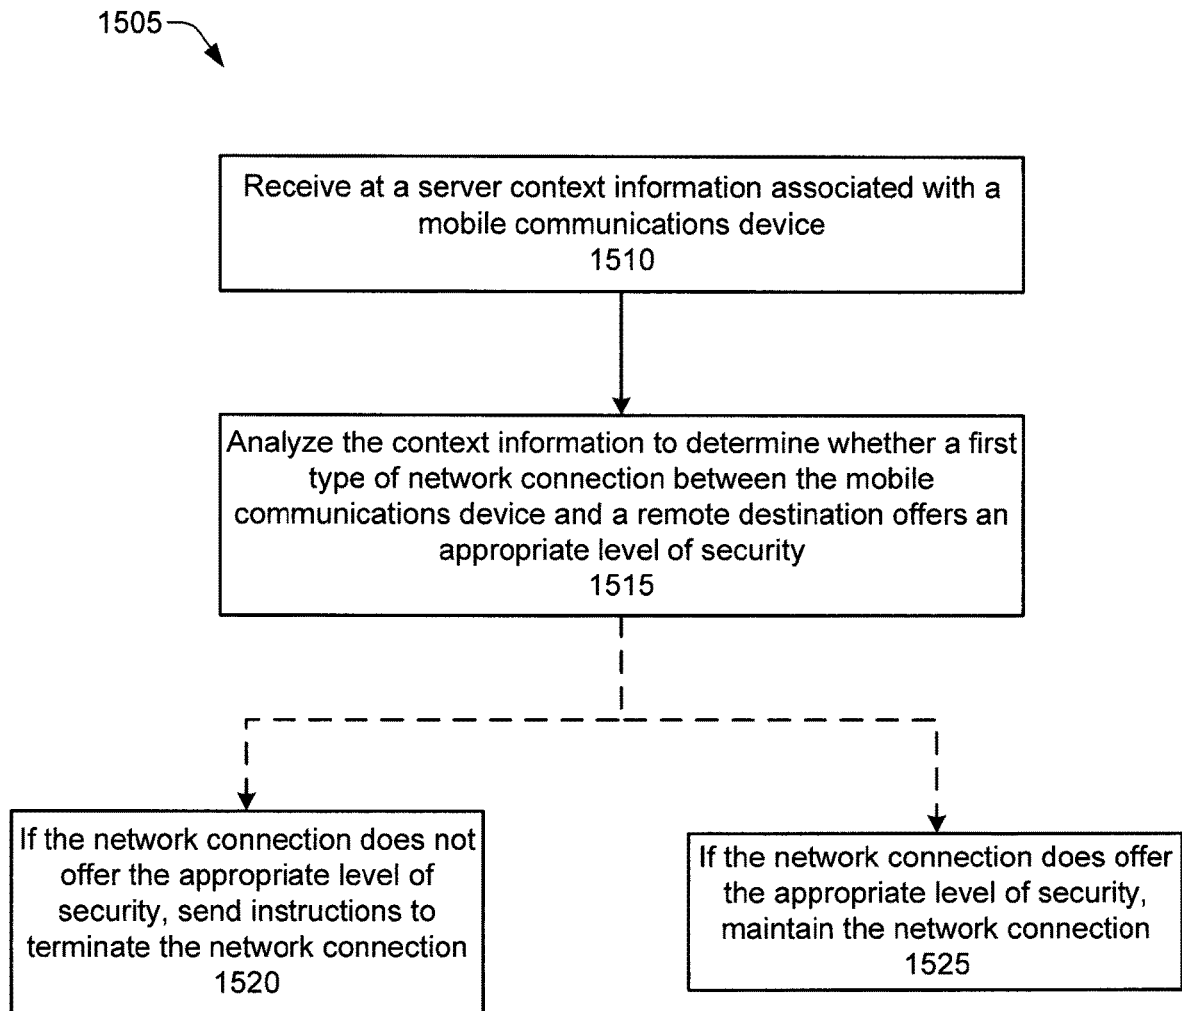 1505
Receive at a server context information associated with a
mobile communications device
1510
Analyze the context information to determine whether a first
type of network connection between the mobile
communications device and a remote destination offers an
appropriate level of security
1515
If the network connection does not
offer the appropriate level of
security, send instructions to
terminate the network connection
1520
If the network connection does offer
the appropriate level of security,
maintain the network connection
1525